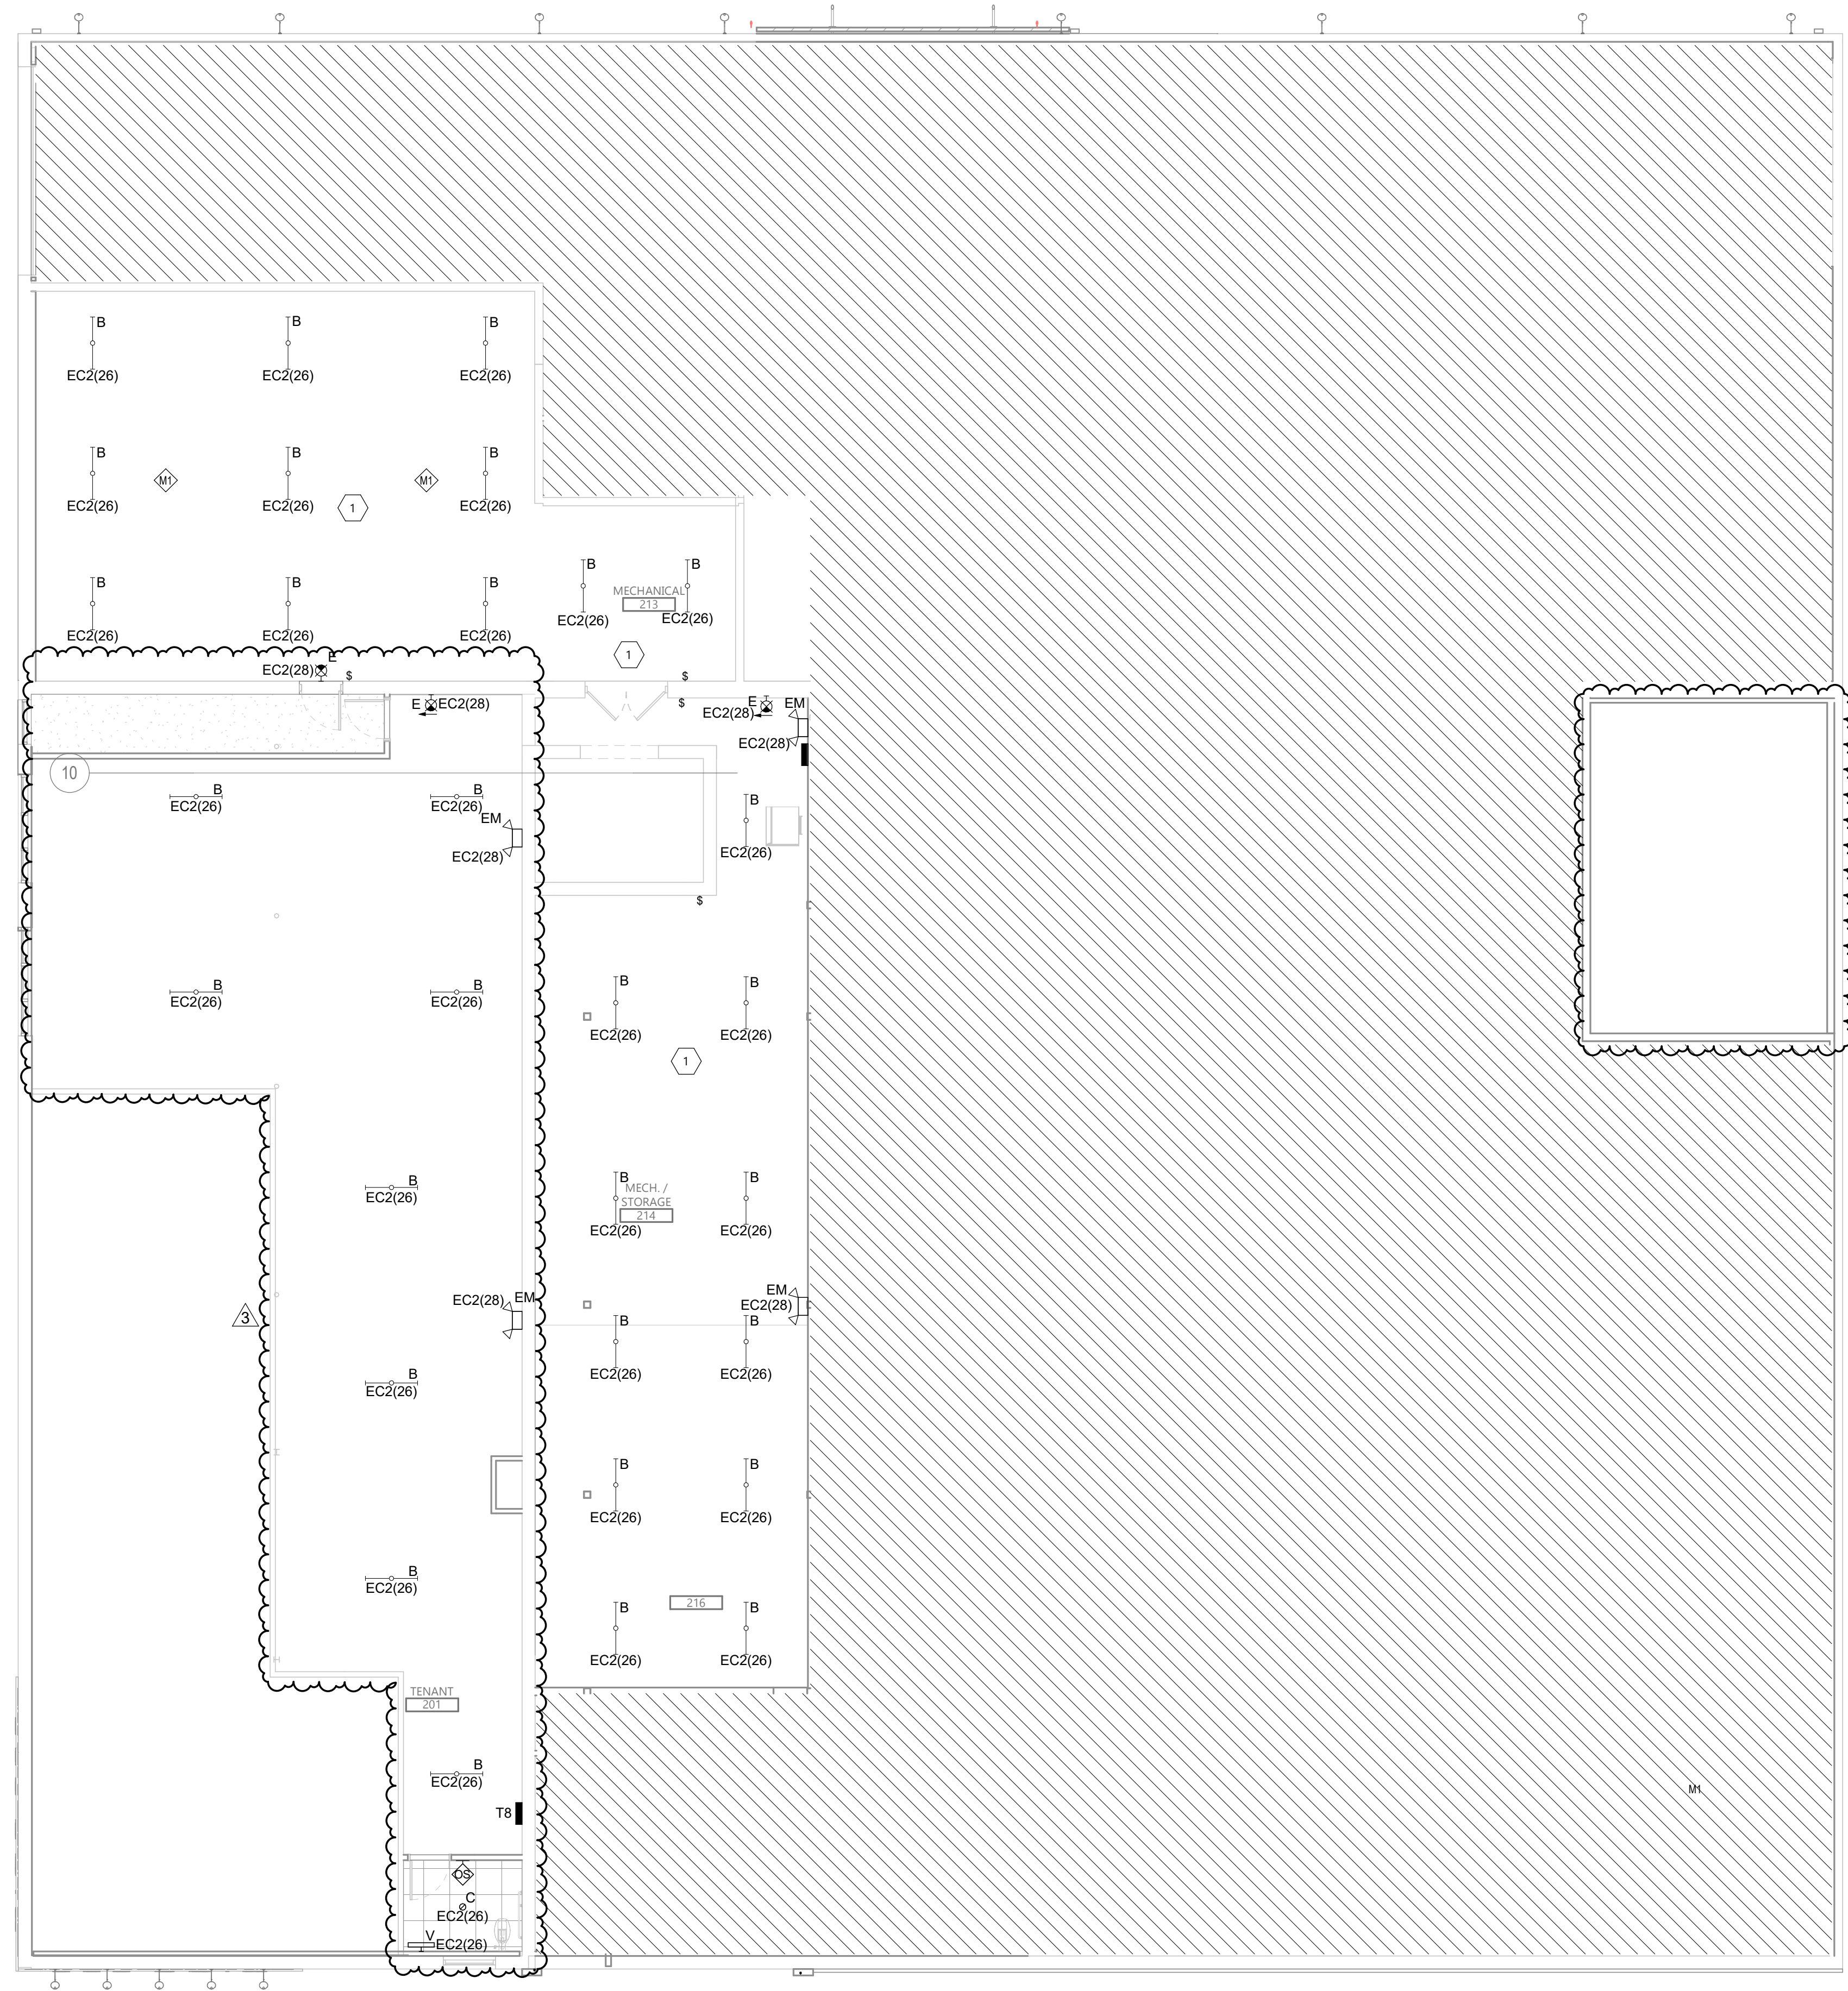 B B B
EC2(26) EC2(26) EC2(26)
B B B
M1 M1
EC2(26) EC2(26) EC2(26)
1
B B
B B B
MECHANICAL
213
EC2(26) EC2(26)
EC2(26) EC2(26) EC2(26)
1
E
EC2(28)
$ $
E EC2(28)
$
E
EC2(28)
EM
EC2(28)
10
B B
EC2(26) EC2(26)
B
EM
EC2(26)
EC2(28)
$
B B
B B
EC2(26) EC2(26)
EC2(26) EC2(26)
1
B
B B
MECH. /
STORAGE
214
EC2(26)
EC2(26) EC2(26)
EM
EC2(28) EM
EC2(28)
3
B B
EC2(26) EC2(26)
B
EC2(26)
B B
EC2(26) EC2(26)
B
EC2(26)
216
B B
EC2(26) EC2(26)
TENANT
201
B
EC2(26)
M1
T8
OS
C
EC2(26)
V
EC2(26)